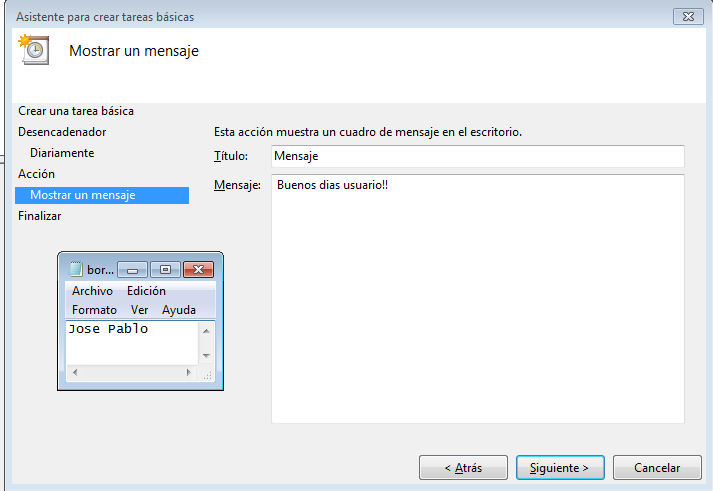 Asistente para crear tareas básicas
Mostrar un mensaje
Crear una tarea básica
Desencadenador
Diariamente
Acción
Mostrar un mensaje
Finalizar
Esta acción muestra un cuadro de mensaje en el escritorio.
Título: Mensaje
Mensaje: Buenos dias usuario!!
bor...
Archivo Edición
Formato Ver Ayuda
Jose Pablo
< Atrás Siguiente > Cancelar